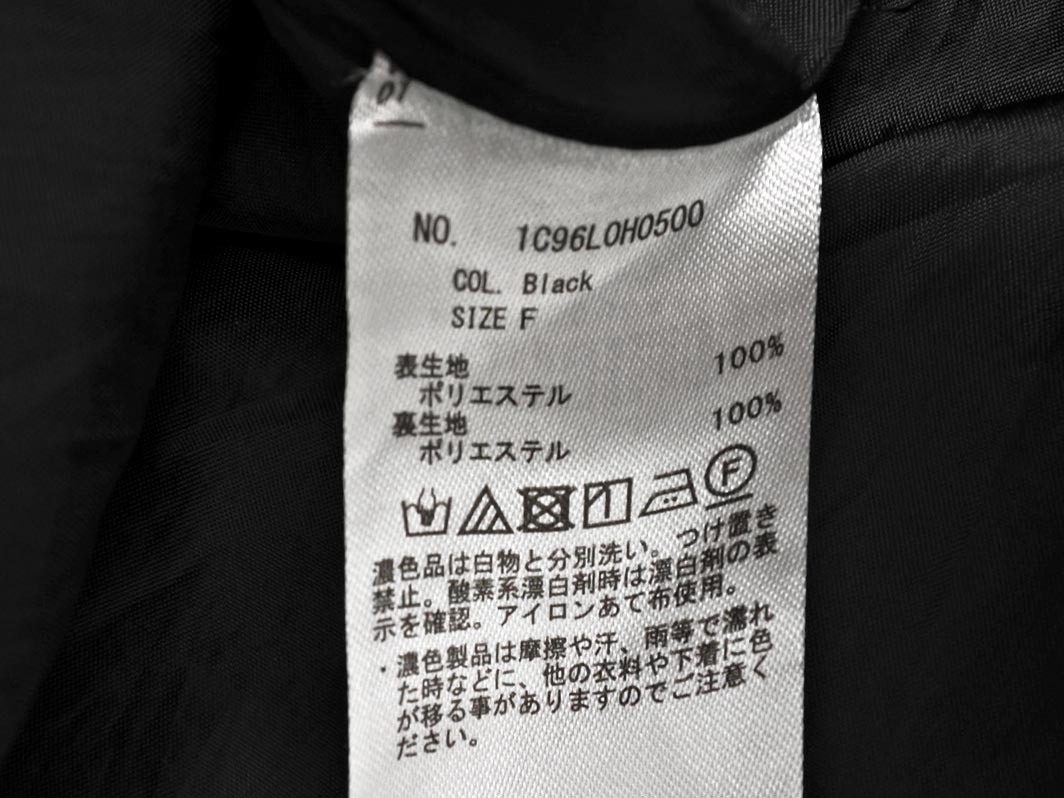 01
NO. 1C96L0H0500
COL. Black
SIZE F
表生地
ポリエステル 100%
裏生地
ポリエステル 100%
F
濃色品は白物と分別洗い。つけ置き
禁止。酸素系漂白剤時は漂白剤の表
示を確認。アイロンあて布使用。
・濃色製品は摩擦や汗、雨等で濡れ
た時などに、他の衣料や下着に色
が移る事がありますのでご注意く
ださい。